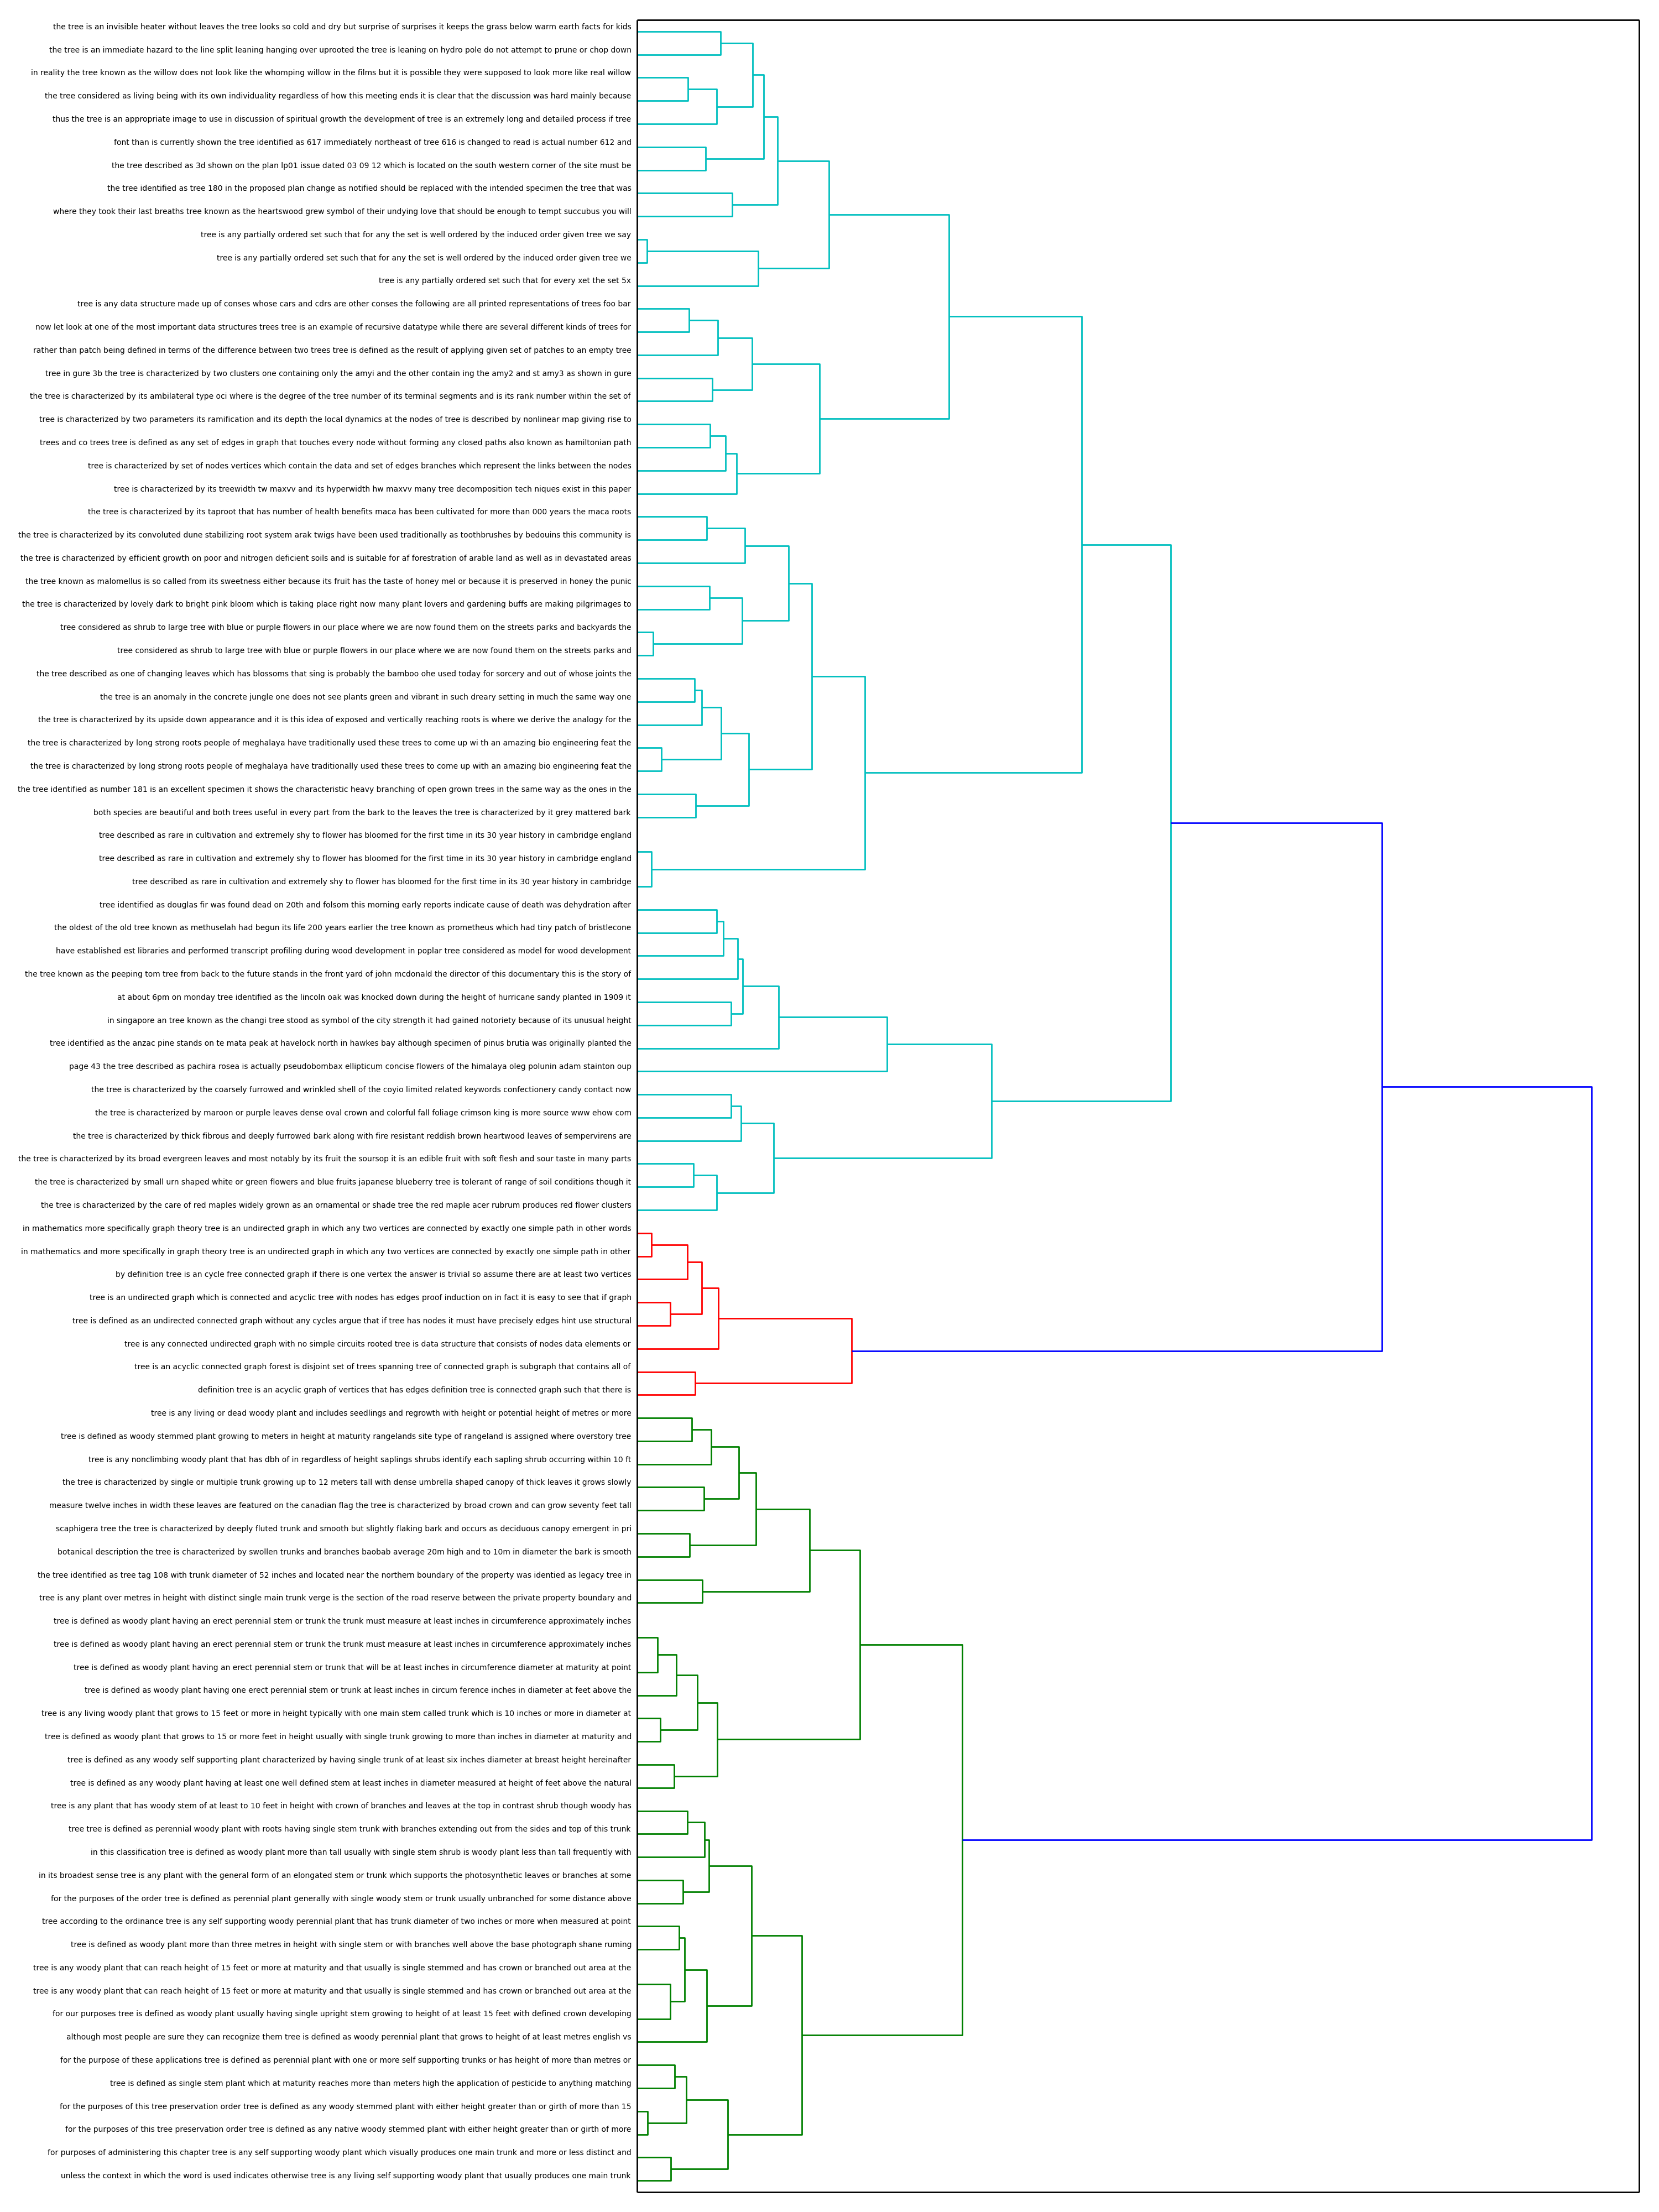 the tree is an invisible heater without leaves the tree looks so cold and dry but surprise of surprises it keeps the grass below warm earth facts for kids
the tree is an immediate hazard to the line split leaning hanging over uprooted the tree is leaning on hydro pole do not attempt to prune or chop down
in reality the tree known as the willow does not look like the whomping willow in the films but it is possible they were supposed to look more like real willow
the tree considered as living being with its own individuality regardless of how this meeting ends it is clear that the discussion was hard mainly because
thus the tree is an appropriate image to use in discussion of spiritual growth the development of tree is an extremely long and detailed process if tree
font than is currently shown the tree identified as 617 immediately northeast of tree 616 is changed to read is actual number 612 and
the tree described as 3d shown on the plan lp01 issue dated 03 09 12 which is located on the south western corner of the site must be
the tree identified as tree 180 in the proposed plan change as notified should be replaced with the intended specimen the tree that was
where they took their last breaths tree known as the heartswood grew symbol of their undying love that should be enough to tempt succubus you will
tree is any partially ordered set such that for any the set is well ordered by the induced order given tree we say
tree is any partially ordered set such that for any the set is well ordered by the induced order given tree we
tree is any partially ordered set such that for every xet the set 5x
tree is any data structure made up of conses whose cars and cdrs are other conses the following are all printed representations of trees foo bar
now let look at one of the most important data structures trees tree is an example of recursive datatype while there are several different kinds of trees for
rather than patch being defined in terms of the difference between two trees tree is defined as the result of applying given set of patches to an empty tree
tree in gure 3b the tree is characterized by two clusters one containing only the amyi and the other contain ing the amy2 and st amy3 as shown in gure
the tree is characterized by its ambilateral type oci where is the degree of the tree number of its terminal segments and is its rank number within the set of
tree is characterized by two parameters its ramification and its depth the local dynamics at the nodes of tree is described by nonlinear map giving rise to
trees and co trees tree is defined as any set of edges in graph that touches every node without forming any closed paths also known as hamiltonian path
tree is characterized by set of nodes vertices which contain the data and set of edges branches which represent the links between the nodes
tree is characterized by its treewidth tw maxvv and its hyperwidth hw maxvv many tree decomposition tech niques exist in this paper
the tree is characterized by its taproot that has number of health benefits maca has been cultivated for more than 000 years the maca roots
the tree is characterized by its convoluted dune stabilizing root system arak twigs have been used traditionally as toothbrushes by bedouins this community is
the tree is characterized by efficient growth on poor and nitrogen deficient soils and is suitable for af forestration of arable land as well as in devastated areas
the tree known as malomellus is so called from its sweetness either because its fruit has the taste of honey mel or because it is preserved in honey the punic
the tree is characterized by lovely dark to bright pink bloom which is taking place right now many plant lovers and gardening buffs are making pilgrimages to
tree considered as shrub to large tree with blue or purple flowers in our place where we are now found them on the streets parks and backyards the
tree considered as shrub to large tree with blue or purple flowers in our place where we are now found them on the streets parks and
the tree described as one of changing leaves which has blossoms that sing is probably the bamboo ohe used today for sorcery and out of whose joints the
the tree is an anomaly in the concrete jungle one does not see plants green and vibrant in such dreary setting in much the same way one
the tree is characterized by its upside down appearance and it is this idea of exposed and vertically reaching roots is where we derive the analogy for the
the tree is characterized by long strong roots people of meghalaya have traditionally used these trees to come up wi th an amazing bio engineering feat the
the tree is characterized by long strong roots people of meghalaya have traditionally used these trees to come up with an amazing bio engineering feat the
the tree identified as number 181 is an excellent specimen it shows the characteristic heavy branching of open grown trees in the same way as the ones in the
both species are beautiful and both trees useful in every part from the bark to the leaves the tree is characterized by it grey mattered bark
tree described as rare in cultivation and extremely shy to flower has bloomed for the first time in its 30 year history in cambridge england
tree described as rare in cultivation and extremely shy to flower has bloomed for the first time in its 30 year history in cambridge england
tree described as rare in cultivation and extremely shy to flower has bloomed for the first time in its 30 year history in cambridge
tree identified as douglas fir was found dead on 20th and folsom this morning early reports indicate cause of death was dehydration after
the oldest of the old tree known as methuselah had begun its life 200 years earlier the tree known as prometheus which had tiny patch of bristlecone
have established est libraries and performed transcript profiling during wood development in poplar tree considered as model for wood development
the tree known as the peeping tom tree from back to the future stands in the front yard of john mcdonald the director of this documentary this is the story of
at about 6pm on monday tree identified as the lincoln oak was knocked down during the height of hurricane sandy planted in 1909 it
in singapore an tree known as the changi tree stood as symbol of the city strength it had gained notoriety because of its unusual height
tree identified as the anzac pine stands on te mata peak at havelock north in hawkes bay although specimen of pinus brutia was originally planted the
page 43 the tree described as pachira rosea is actually pseudobombax ellipticum concise flowers of the himalaya oleg polunin adam stainton oup
the tree is characterized by the coarsely furrowed and wrinkled shell of the coyio limited related keywords confectionery candy contact now
the tree is characterized by maroon or purple leaves dense oval crown and colorful fall foliage crimson king is more source www ehow com
the tree is characterized by thick fibrous and deeply furrowed bark along with fire resistant reddish brown heartwood leaves of sempervirens are
the tree is characterized by its broad evergreen leaves and most notably by its fruit the soursop it is an edible fruit with soft flesh and sour taste in many parts
the tree is characterized by small urn shaped white or green flowers and blue fruits japanese blueberry tree is tolerant of range of soil conditions though it
the tree is characterized by the care of red maples widely grown as an ornamental or shade tree the red maple acer rubrum produces red flower clusters
in mathematics more specifically graph theory tree is an undirected graph in which any two vertices are connected by exactly one simple path in other words
in mathematics and more specifically in graph theory tree is an undirected graph in which any two vertices are connected by exactly one simple path in other
by definition tree is an cycle free connected graph if there is one vertex the answer is trivial so assume there are at least two vertices
tree is an undirected graph which is connected and acyclic tree with nodes has edges proof induction on in fact it is easy to see that if graph
tree is defined as an undirected connected graph without any cycles argue that if tree has nodes it must have precisely edges hint use structural
tree is any connected undirected graph with no simple circuits rooted tree is data structure that consists of nodes data elements or
tree is an acyclic connected graph forest is disjoint set of trees spanning tree of connected graph is subgraph that contains all of
definition tree is an acyclic graph of vertices that has edges definition tree is connected graph such that there is
tree is any living or dead woody plant and includes seedlings and regrowth with height or potential height of metres or more
tree is defined as woody stemmed plant growing to meters in height at maturity rangelands site type of rangeland is assigned where overstory tree
tree is any nonclimbing woody plant that has dbh of in regardless of height saplings shrubs identify each sapling shrub occurring within 10 ft
the tree is characterized by single or multiple trunk growing up to 12 meters tall with dense umbrella shaped canopy of thick leaves it grows slowly
measure twelve inches in width these leaves are featured on the canadian flag the tree is characterized by broad crown and can grow seventy feet tall
scaphigera tree the tree is characterized by deeply fluted trunk and smooth but slightly flaking bark and occurs as deciduous canopy emergent in pri
botanical description the tree is characterized by swollen trunks and branches baobab average 20m high and to 10m in diameter the bark is smooth
the tree identified as tree tag 108 with trunk diameter of 52 inches and located near the northern boundary of the property was identied as legacy tree in
tree is any plant over metres in height with distinct single main trunk verge is the section of the road reserve between the private property boundary and
tree is defined as woody plant having an erect perennial stem or trunk the trunk must measure at least inches in circumference approximately inches
tree is defined as woody plant having an erect perennial stem or trunk the trunk must measure at least inches in circumference approximately inches
tree is defined as woody plant having an erect perennial stem or trunk that will be at least inches in circumference diameter at maturity at point
tree is defined as woody plant having one erect perennial stem or trunk at least inches in circum ference inches in diameter at feet above the
tree is any living woody plant that grows to 15 feet or more in height typically with one main stem called trunk which is 10 inches or more in diameter at
tree is defined as woody plant that grows to 15 or more feet in height usually with single trunk growing to more than inches in diameter at maturity and
tree is defined as any woody self supporting plant characterized by having single trunk of at least six inches diameter at breast height hereinafter
tree is defined as any woody plant having at least one well defined stem at least inches in diameter measured at height of feet above the natural
tree is any plant that has woody stem of at least to 10 feet in height with crown of branches and leaves at the top in contrast shrub though woody has
tree tree is defined as perennial woody plant with roots having single stem trunk with branches extending out from the sides and top of this trunk
in this classification tree is defined as woody plant more than tall usually with single stem shrub is woody plant less than tall frequently with
in its broadest sense tree is any plant with the general form of an elongated stem or trunk which supports the photosynthetic leaves or branches at some
for the purposes of the order tree is defined as perennial plant generally with single woody stem or trunk usually unbranched for some distance above
tree according to the ordinance tree is any self supporting woody perennial plant that has trunk diameter of two inches or more when measured at point
tree is defined as woody plant more than three metres in height with single stem or with branches well above the base photograph shane ruming
tree is any woody plant that can reach height of 15 feet or more at maturity and that usually is single stemmed and has crown or branched out area at the
tree is any woody plant that can reach height of 15 feet or more at maturity and that usually is single stemmed and has crown or branched out area at the
for our purposes tree is defined as woody plant usually having single upright stem growing to height of at least 15 feet with defined crown developing
although most people are sure they can recognize them tree is defined as woody perennial plant that grows to height of at least metres english vs
for the purpose of these applications tree is defined as perennial plant with one or more self supporting trunks or has height of more than metres or
tree is defined as single stem plant which at maturity reaches more than meters high the application of pesticide to anything matching
for the purposes of this tree preservation order tree is defined as any woody stemmed plant with either height greater than or girth of more than 15
for the purposes of this tree preservation order tree is defined as any native woody stemmed plant with either height greater than or girth of more
for purposes of administering this chapter tree is any self supporting woody plant which visually produces one main trunk and more or less distinct and
unless the context in which the word is used indicates otherwise tree is any living self supporting woody plant that usually produces one main trunk